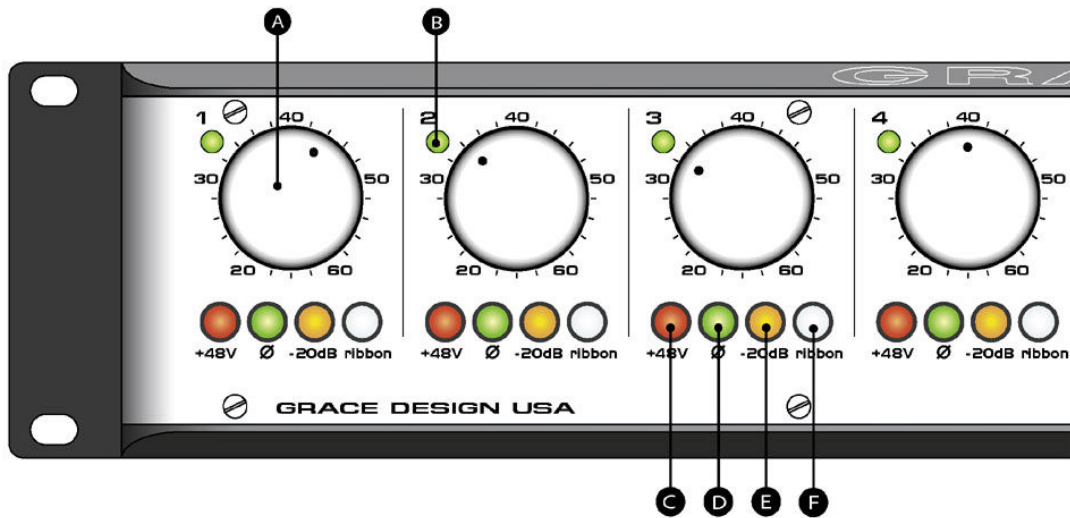 A B
GRA
1 40 2 40 3 40 4 40
30 50 30 50 30 50 30 50
20 60 20 60 20 60 20 60
+48V Ø -20dB ribbon +48V Ø -20dB ribbon +48V Ø -20dB ribbon +48V Ø -20dB ribbon
GRACE DESIGN USA
C D E F